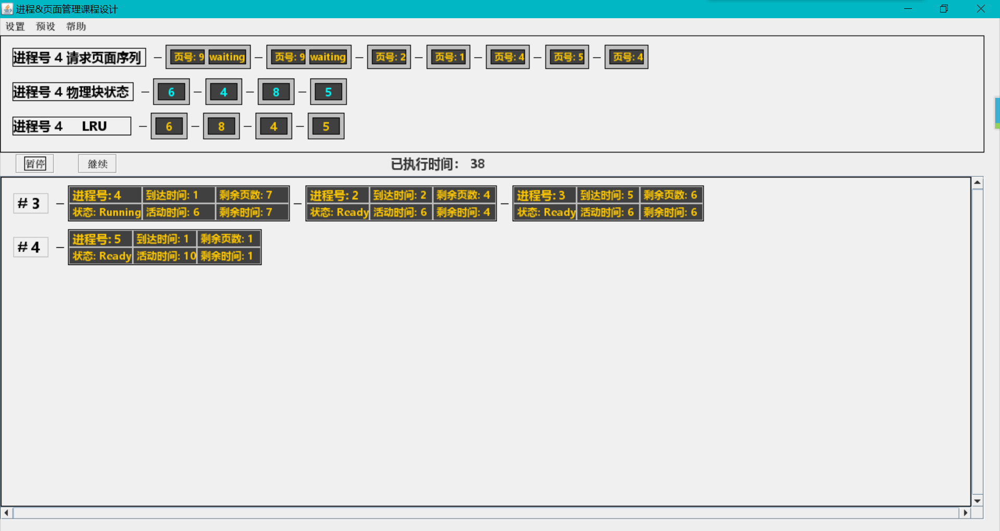 进程&页面管理课程设计
设置 预设 帮助
进程号 4 请求页面序列 页号: 9 waiting 页号: 9 waiting 页号: 2 页号: 1 页号: 4 页号: 5 页号: 4
进程号 4 物理块状态 6 4 8 5
进程号 4 LRU 6 8 4 5
暂停 继续 已执行时间： 38
#3 进程号: 4 到达时间: 1 剩余页数: 7 进程号: 2 到达时间: 2 剩余页数: 4 进程号: 3 到达时间: 5 剩余页数: 6
状态: Running 活动时间: 6 剩余时间: 7 状态: Ready 活动时间: 6 剩余时间: 4 状态: Ready 活动时间: 6 剩余时间: 6
#4 进程号: 5 到达时间: 1 剩余页数: 1
状态: Ready 活动时间: 10 剩余时间: 1